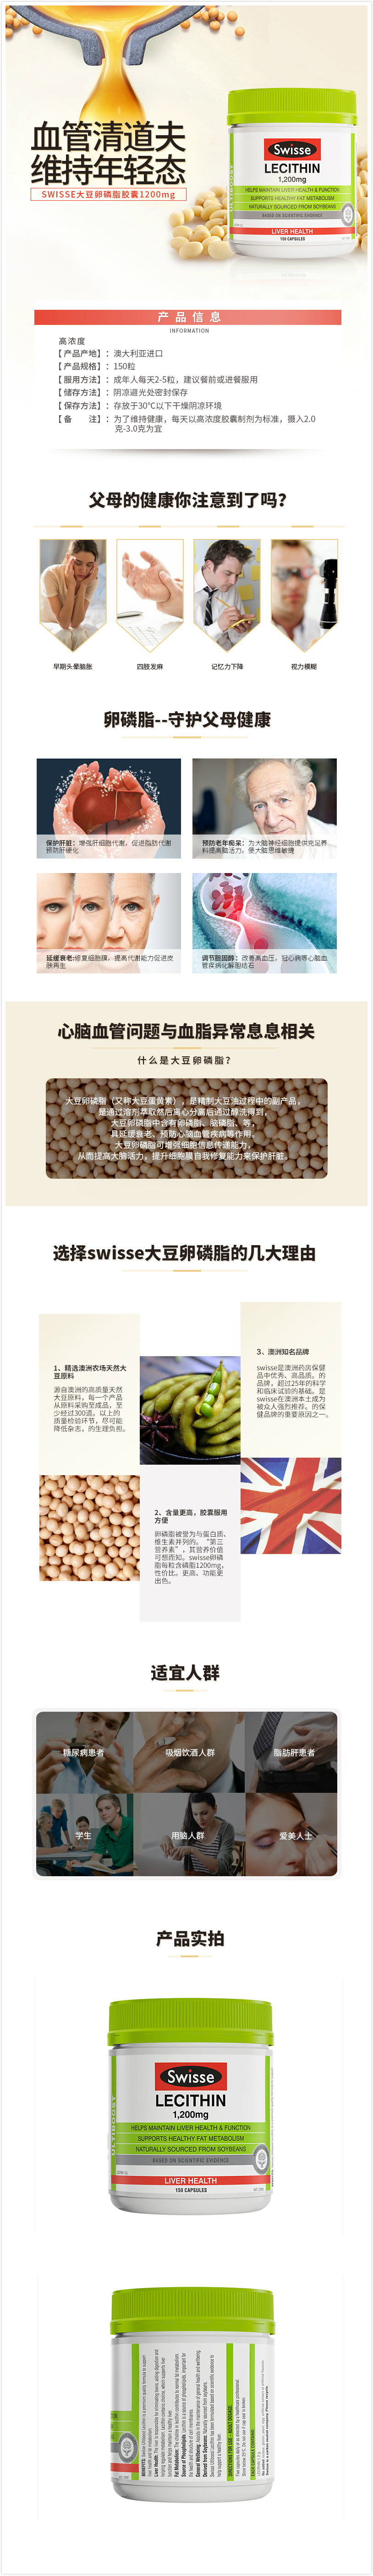 血管清道夫
维持年轻态
SWISSE大豆卵磷脂胶囊1200mg
Swisse
LECITHIN
1,200mg
HELPS MAINTAIN LIVER HEALTH & FUNCTION
SUPPORTS HEALTHY FAT METABOLISM
NATURALLY SOURCED FROM SOYBEANS
BASED ON SCIENTIFIC EVIDENCE
LIVER HEALTH
150 CAPSULES
产品信息
INFORMATION
高浓度
【产品产地】：澳大利亚进口
【产品规格】：150粒
【服用方法】：成年人每天2-5粒，建议餐前或进餐服用
【储存方法】：阴凉避光处密封保存
【保存方法】：存放于30℃以下干燥阴凉环境
【备 注】：为了维持健康，每天以高浓度胶囊制剂为标准，摄入2.0
克-3.0克为宜
父母的健康你注意到了吗?
早期头晕脑胀
四肢发麻
记忆力下降
视力模糊
卵磷脂--守护父母健康
保护肝脏：增强肝细胞代谢，促进脂肪代谢
预防肝硬化
预防老年痴呆：为大脑神经细胞提供充足养
料提高脑活力，使大脑思维敏捷
延缓衰老:修复细胞膜，提高代谢能力促进皮
肤再生
调节胆固醇：改善高血压，冠心病等心脑血
管疾病化解胆结石
心脑血管问题与血脂异常息息相关
什么是大豆卵磷脂?
大豆卵磷脂（又称大豆蛋黄素），是精制大豆油过程中的副产品，
是通过溶剂萃取然后离心分离后通过醇洗得到，
大豆卵磷脂中含有卵磷脂、脑磷脂、等，
具延缓衰老、预防心脑血管疾病等作用。
大豆卵磷脂可增强细胞信息传递能力，
从而提高大脑活力，提升细胞膜自我修复能力来保护肝脏。
选择swisse大豆卵磷脂的几大理由
1、精选澳洲农场天然大
豆原料
源自澳洲的高质量天然
大豆原料，每一个产品
从原料采购至成品，至
少经过300道，以上的
质量检验环节，尽可能
降低杂志，的生理负担。
2、含量更高，胶囊服用
方便
卵磷脂被誉为与蛋白质、
维生素并列的。“第三
营养素”，其营养价值
可想而知。swisse卵磷
脂每粒含磷脂1200mg，
性价比。更高、功能更
出色。
3、澳洲知名品牌
swisse是澳洲药房保健
品中优秀、高品质。的
品牌，超过25年的科学
和临床试验的基础。是
swisse在澳洲本土成为
被众人强烈推荐。的保
健品牌的重要原因之一。
适宜人群
糖尿病患者
吸烟饮酒人群
脂肪肝患者
学生
用脑人群
爱美人士
产品实拍
Swisse
LECITHIN
1,200mg
HELPS MAINTAIN LIVER HEALTH & FUNCTION
SUPPORTS HEALTHY FAT METABOLISM
NATURALLY SOURCED FROM SOYBEANS
BASED ON SCIENTIFIC EVIDENCE
LIVER HEALTH
150 CAPSULES